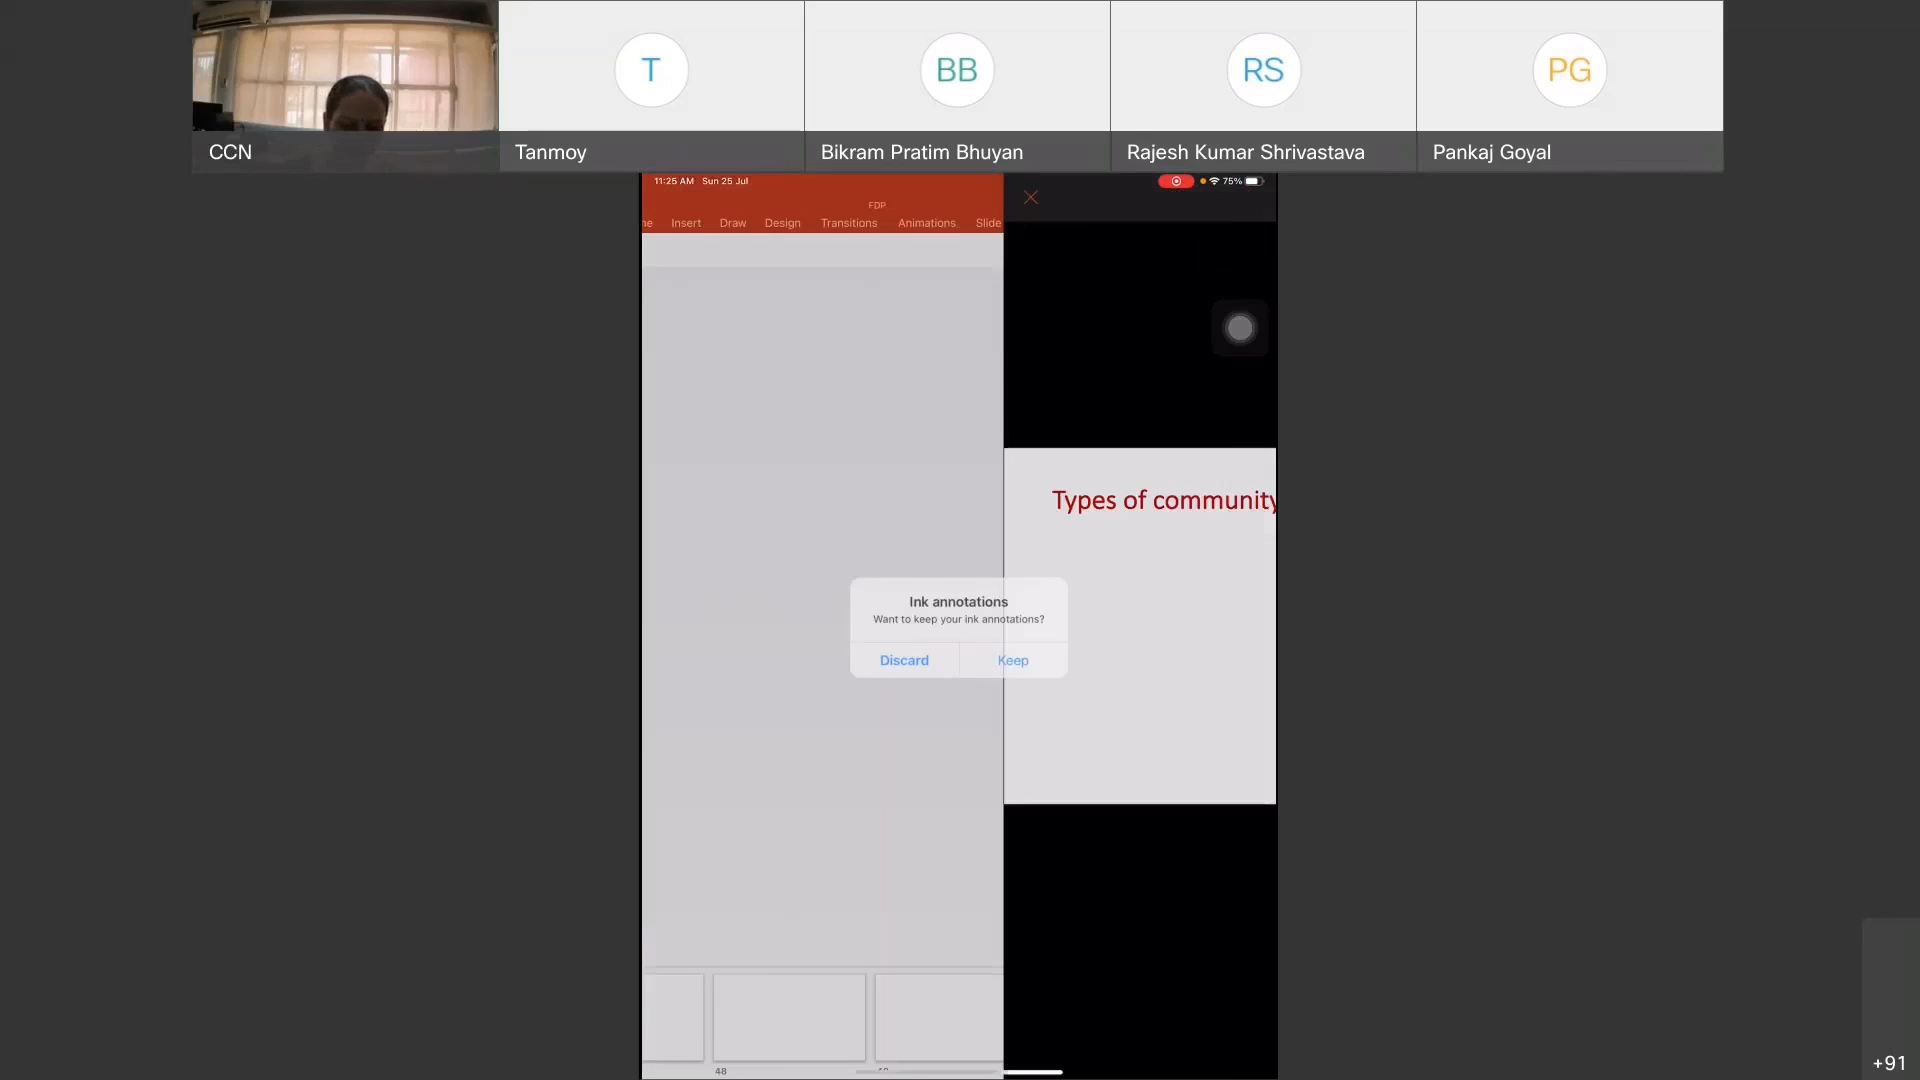 T
BB
RS
PG
CCN
Tanmoy
Bikram Pratim Bhuyan
Rajesh Kumar Shrivastava
Pankaj Goyal
11:25 AM Sun 25 Jul
75%
FDP
Insert Draw Design Transitions Animations Slide
Types of community
Ink annotations
Want to keep your ink annotations?
Discard Keep
48
+91